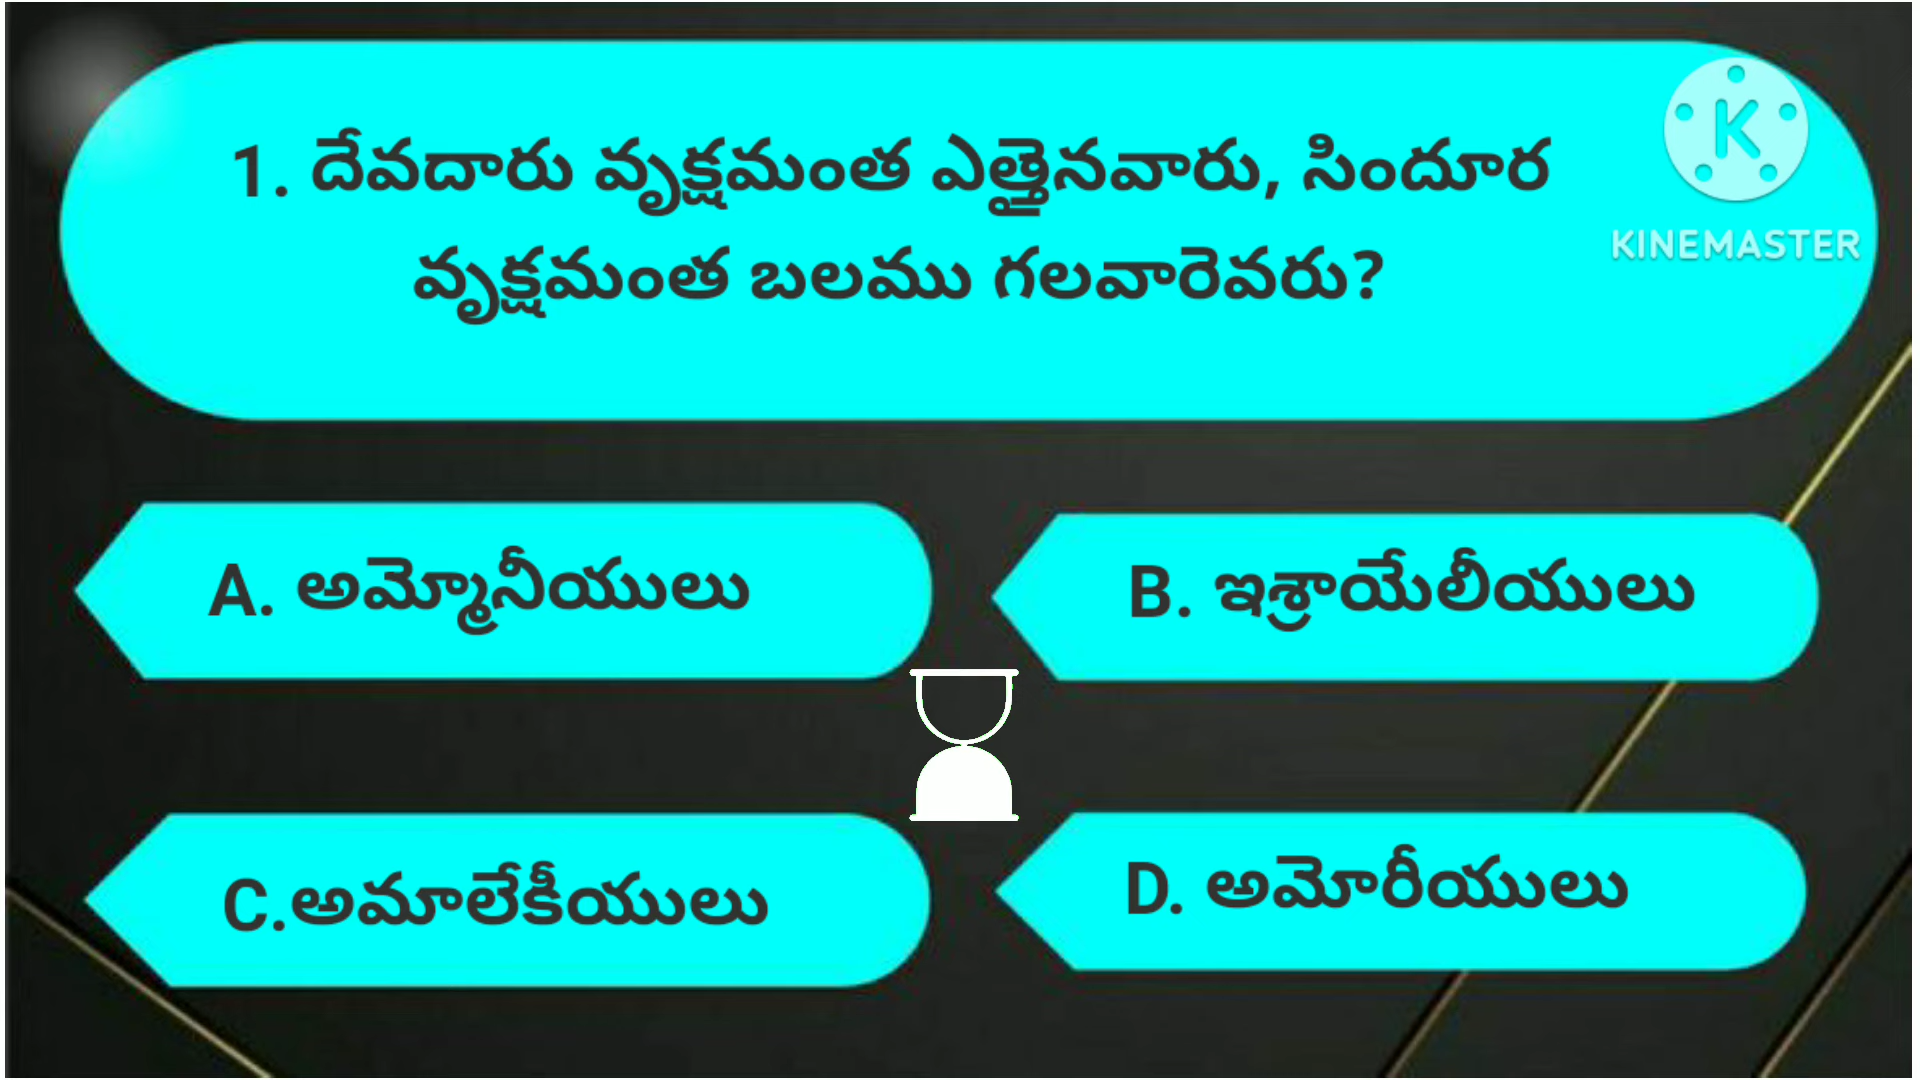 1. దేవదారు వృక్షమంత ఎత్తైనవారు, సిందూర
వృక్షమంత బలము గలవారెవరు?
KINEMASTER
A. అమ్మోనీయులు
B. ఇశ్రాయేలీయులు
C.అమాలేకీయులు
D. అమోరీయులు